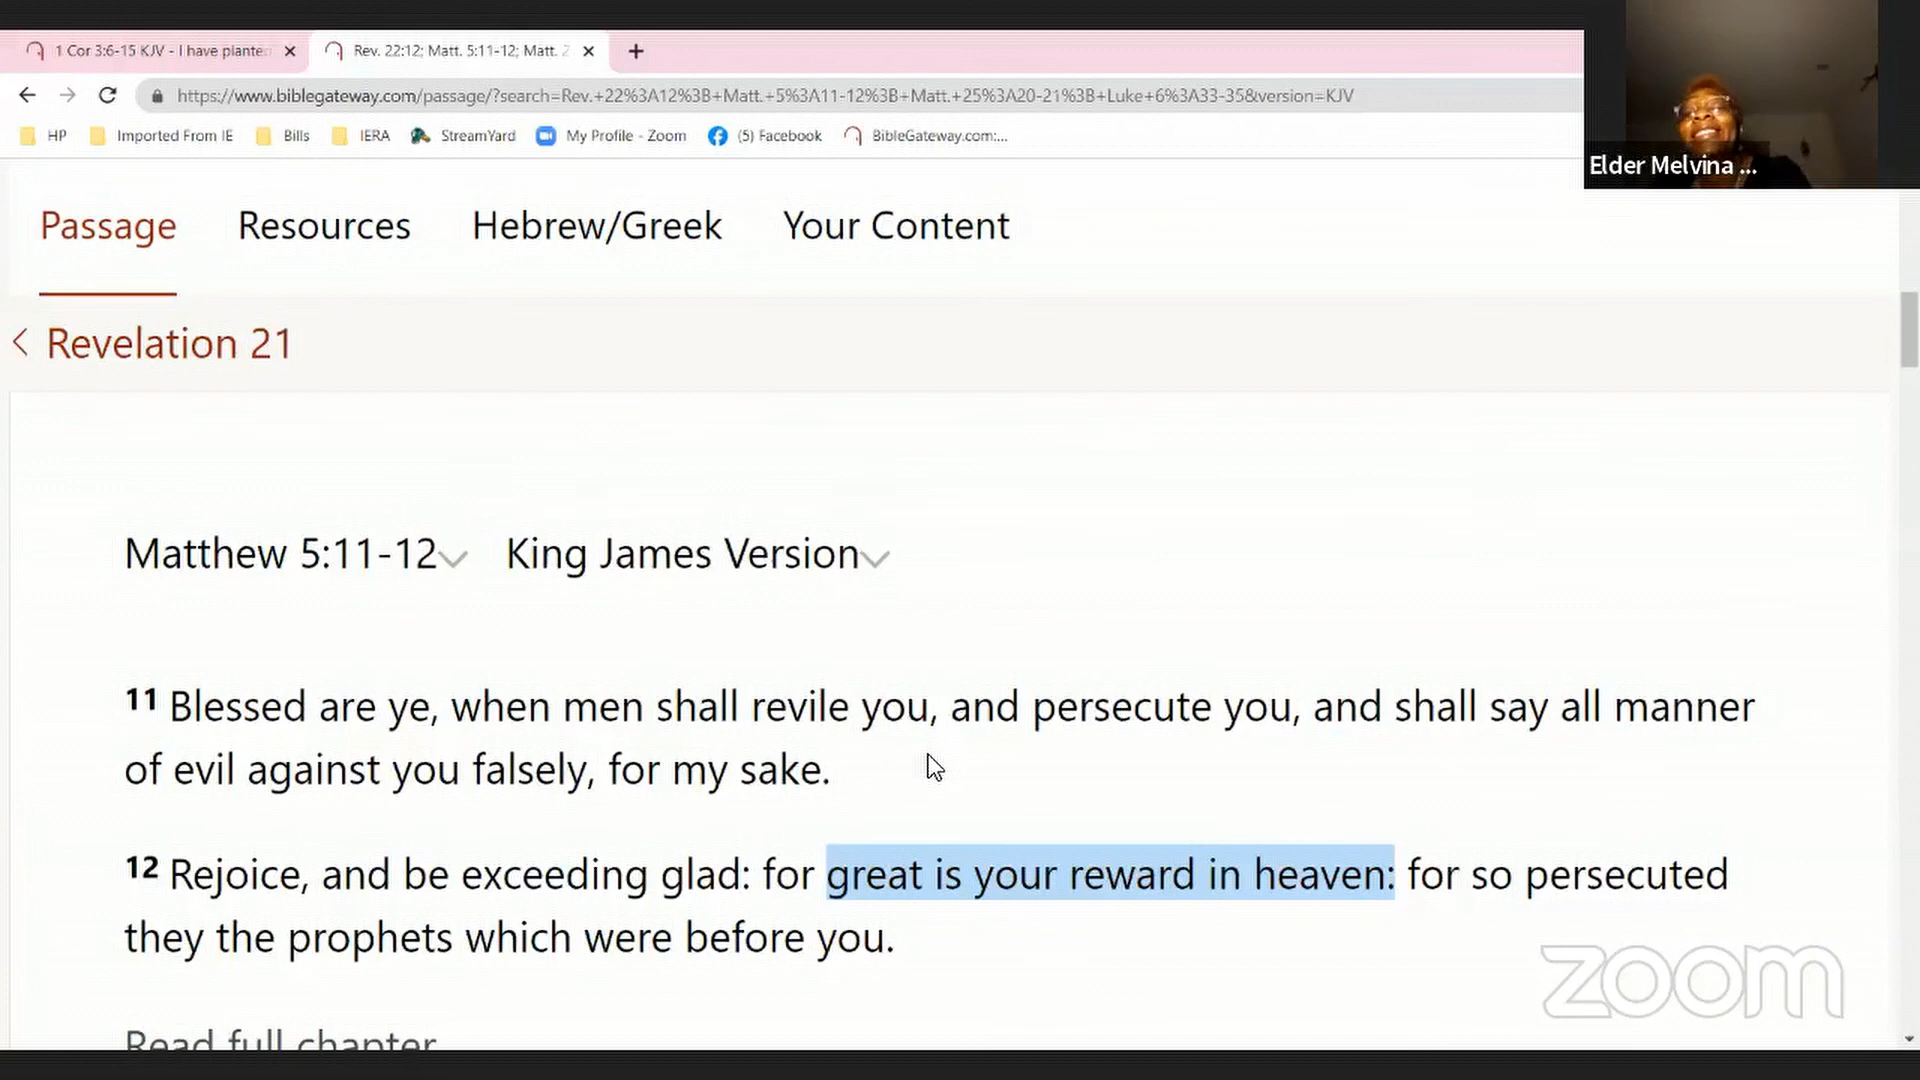 1 Cor 3:6-15 KJV - I have plante
Rev. 22:12; Matt. 5:11-12; Matt. 2
https://www.biblegateway.com/passage/?search=Rev.+22%3A12%3B+Matt.+5%3A11-12%3B+Matt.+25%3A20-21%3B+Luke+6%3A33-35&version=KJV
HP Imported From IE Bills IERA StreamYard My Profile - Zoom (5) Facebook BibleGateway.com:...
Elder Melvina ...
Passage Resources Hebrew/Greek Your Content
Revelation 21
Matthew 5:11-12 King James Version
11 Blessed are ye, when men shall revile you, and persecute you, and shall say all manner
of evil against you falsely, for my sake.
12 Rejoice, and be exceeding glad: for great is your reward in heaven: for so persecuted
they the prophets which were before you.
zoom
Read full chapter